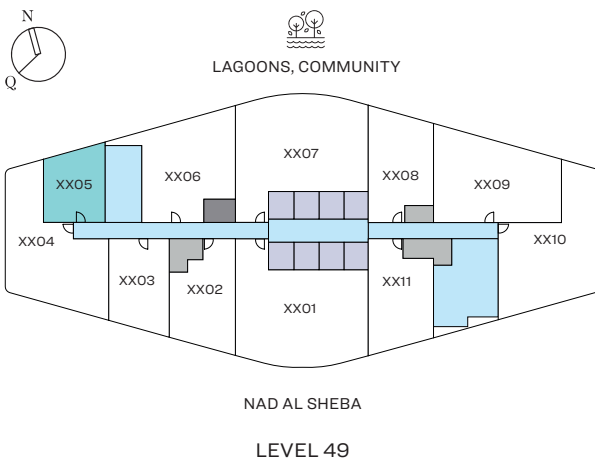 N
Q
LAGOONS, COMMUNITY
XX07
XX05
XX06
XX08
XX09
XX04
XX10
XX03
XX02
XX11
XX01
NAD AL SHEBA
LEVEL 49